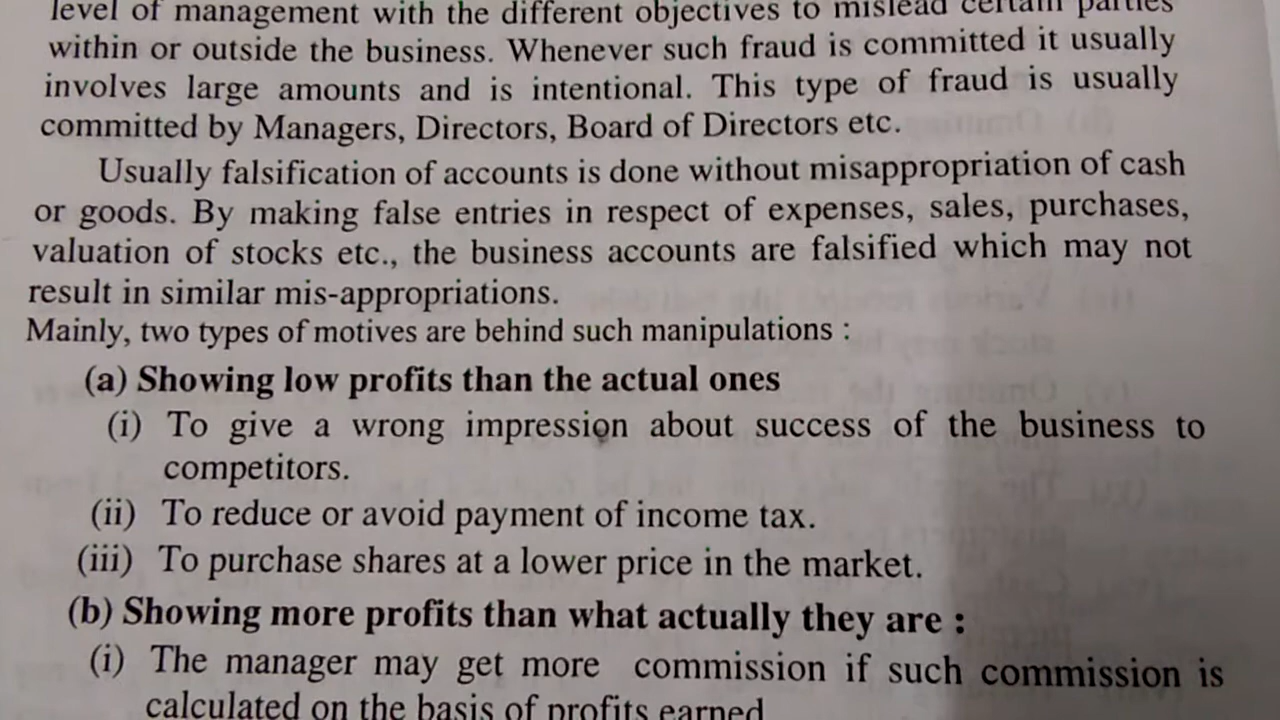 level of management with the different objectives to mislead certain parties
within or outside the business. Whenever such fraud is committed it usually
involves large amounts and is intentional. This type of fraud is usually
committed by Managers, Directors, Board of Directors etc.
Usually falsification of accounts is done without misappropriation of cash
or goods. By making false entries in respect of expenses, sales, purchases,
valuation of stocks etc., the business accounts are falsified which may not
result in similar mis-appropriations.
Mainly, two types of motives are behind such manipulations :
(a) Showing low profits than the actual ones
(i) To give a wrong impression about success of the business to
competitors.
(ii) To reduce or avoid payment of income tax.
(iii) To purchase shares at a lower price in the market.
(b) Showing more profits than what actually they are :
(i) The manager may get more commission if such commission is
calculated on the basis of profits earned